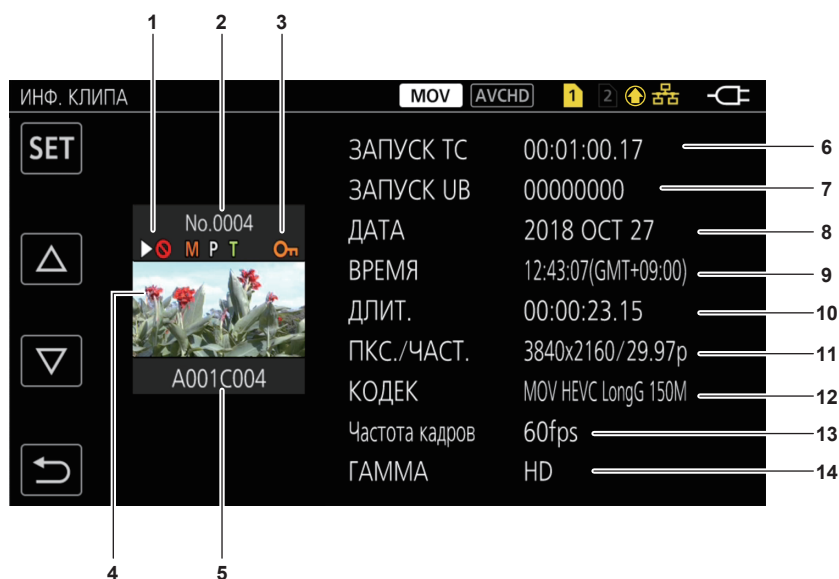 1 2 3
ИНФ. КЛИПА MOV AVCHD 1 2
SET
No.0004
M P T
A001C004
ЗАПУСК TC 00:01:00.17 6
ЗАПУСК UB 00000000 7
ДАТА 2018 OCT 27 8
ВРЕМЯ 12:43:07(GMT+09:00) 9
ДЛИТ. 00:00:23.15 10
ПКС./ЧАСТ. 3840x2160/29.97p 11
КОДЕК MOV HEVC LongG 150M 12
Частота кадров 60fps 13
ГАММА HD 14
4 5